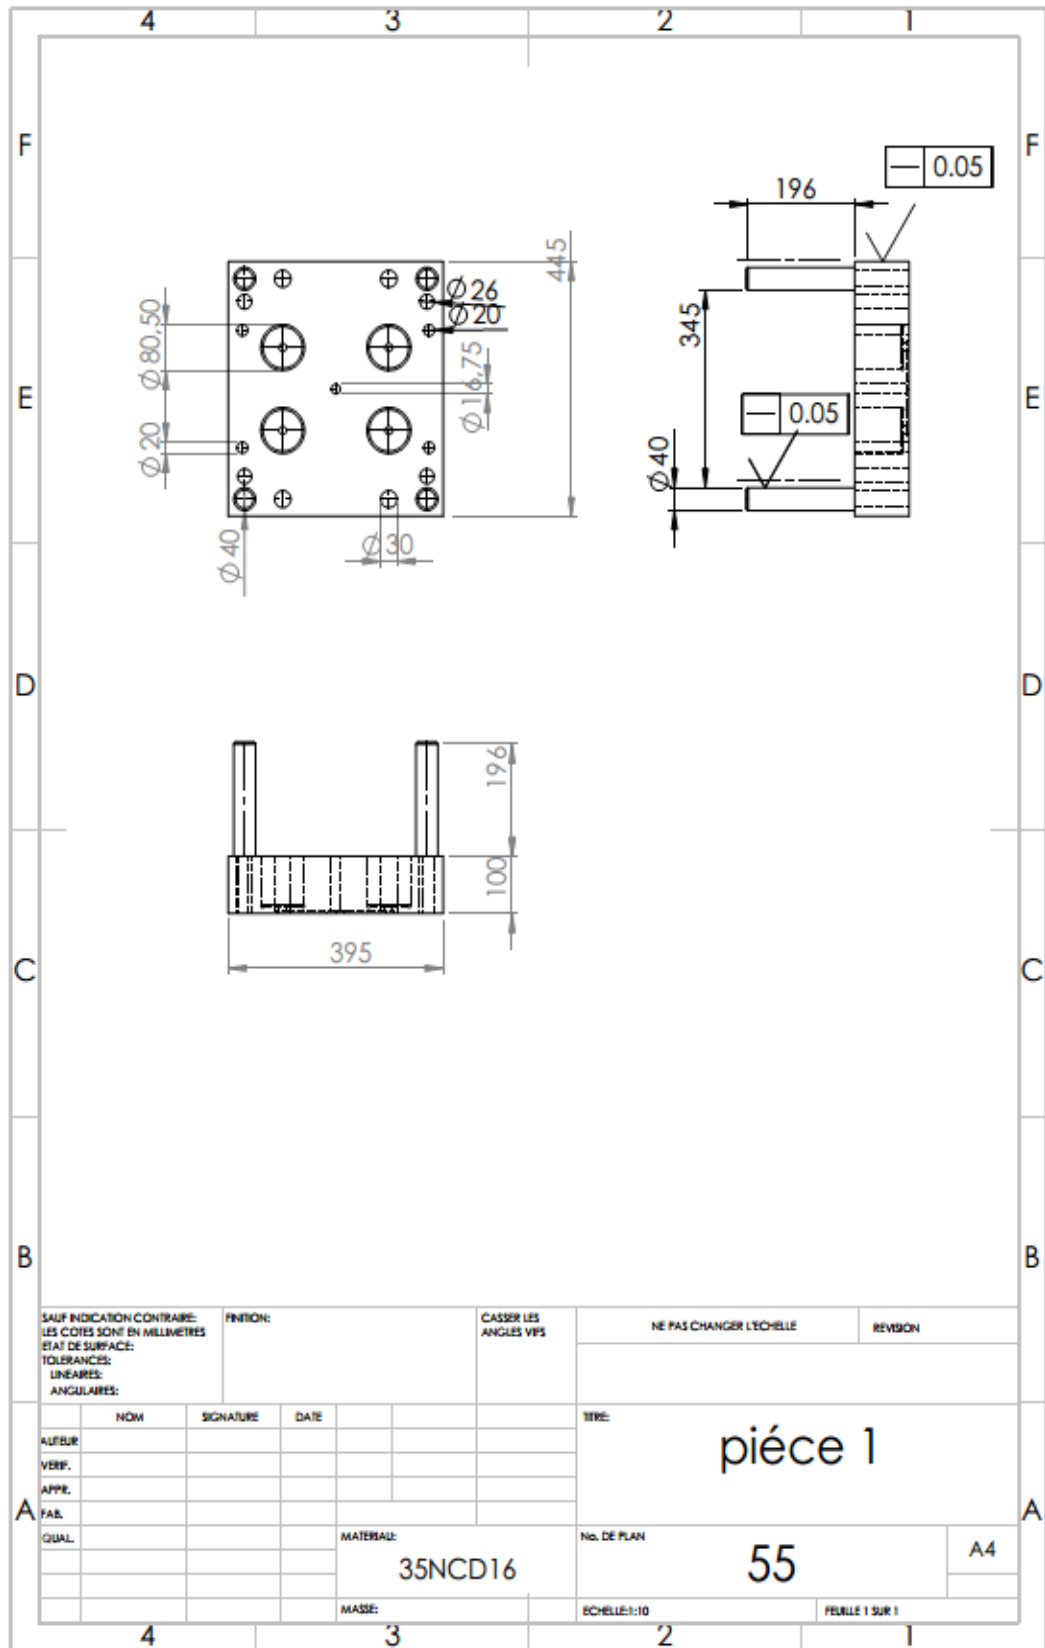 4 3 2 1
F F
0.05
196
445
Ø26
Ø20
Ø80,50
345
Ø16,75
E E
0.05
Ø20
Ø40
Ø40
Ø30
D D
196
100
395
C C
B B
SAUF INDICATION CONTRAIRE:
LES COTES SONT EN MILLIMETRES
ETAT DE SURFACE:
TOLERANCES:
LINEAIRES:
ANGULAIRES:
FINITION:
CASSER LES
ANGLES VIFS
NE PAS CHANGER L'ECHELLE
REVISION
NOM SIGNATURE DATE
AUTEUR
VERIF.
APPR.
FAB.
QUAL.
TITRE:
piéce 1
A A
MATERIAU:
35NCD16
No. DE PLAN
55
A4
MASSE:
ECHELLE:1:10
FEUILLE 1 SUR 1
4 3 2 1